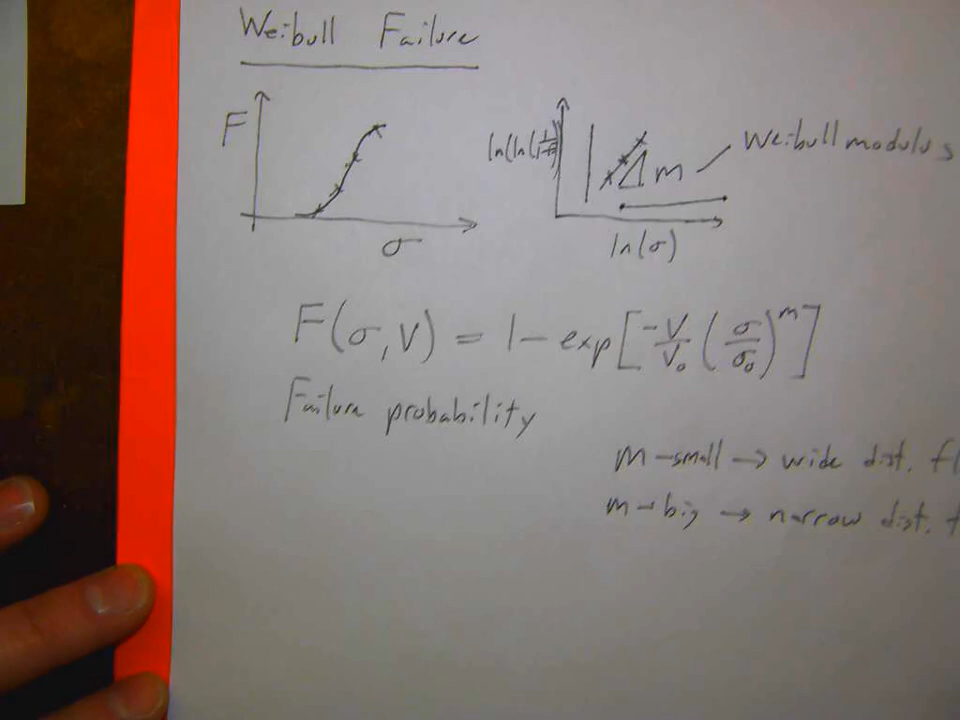 Weibull Failure
F
σ
ln(ln(1/(1-F)))
m
Weibull modulus
ln(σ)
F(σ,V) = 1-exp[-V/V₀ (σ/σ₀)^m]
Failure probability
m-small → wide dist.
m-big → narrow dist.